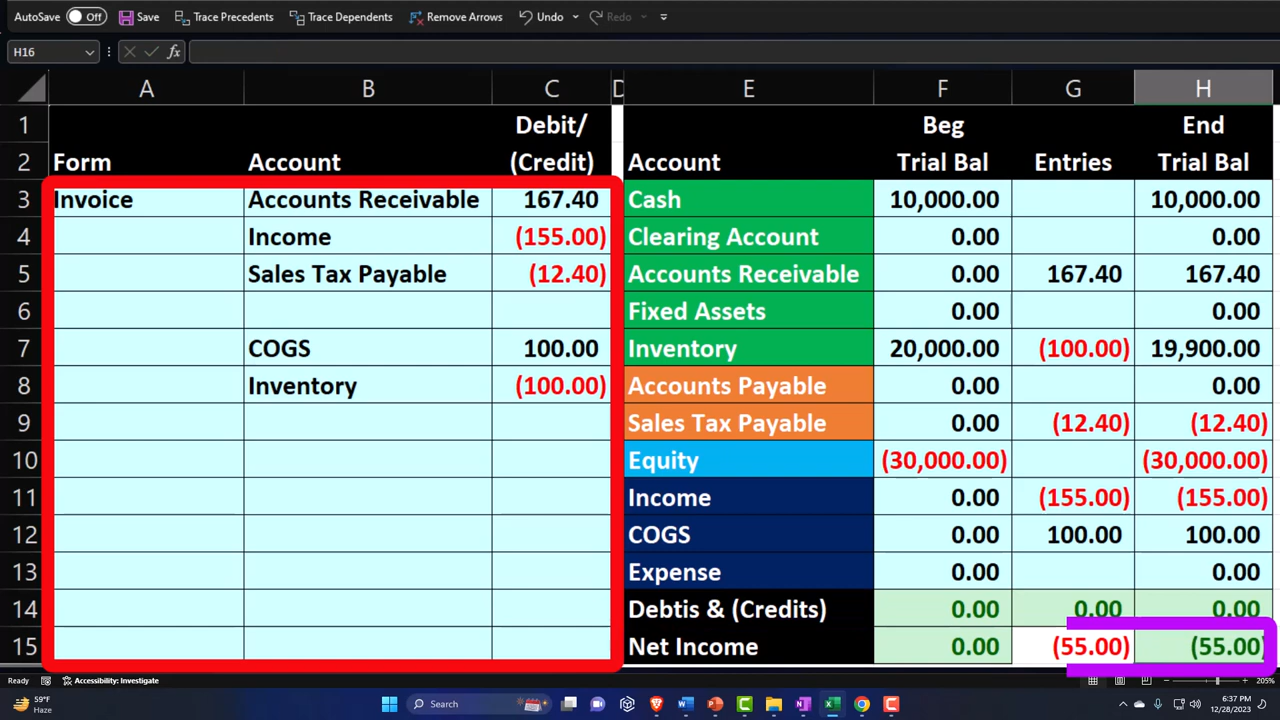 AutoSave Off Save Trace Precedents Trace Dependents Remove Arrows Undo Redo
H16 fx
A B C D E F G H
1 Debit/ Beg End
2 Form Account (Credit) Account Trial Bal Entries Trial Bal
3 Invoice Accounts Receivable 167.40 Cash 10,000.00 10,000.00
4 Income (155.00) Clearing Account 0.00 0.00
5 Sales Tax Payable (12.40) Accounts Receivable 0.00 167.40 167.40
6 Fixed Assets 0.00 0.00
7 COGS 100.00 Inventory 20,000.00 (100.00) 19,900.00
8 Inventory (100.00) Accounts Payable 0.00 0.00
9 Sales Tax Payable 0.00 (12.40) (12.40)
10 Equity (30,000.00) (30,000.00)
11 Income 0.00 (155.00) (155.00)
12 COGS 0.00 100.00 100.00
13 Expense 0.00 0.00
14 Debtis & (Credits) 0.00 0.00 0.00
15 Net Income 0.00 (55.00) (55.00)
Ready Accessibility: Investigate 205%
59°F Search 6:37 PM
Haze 12/28/2023